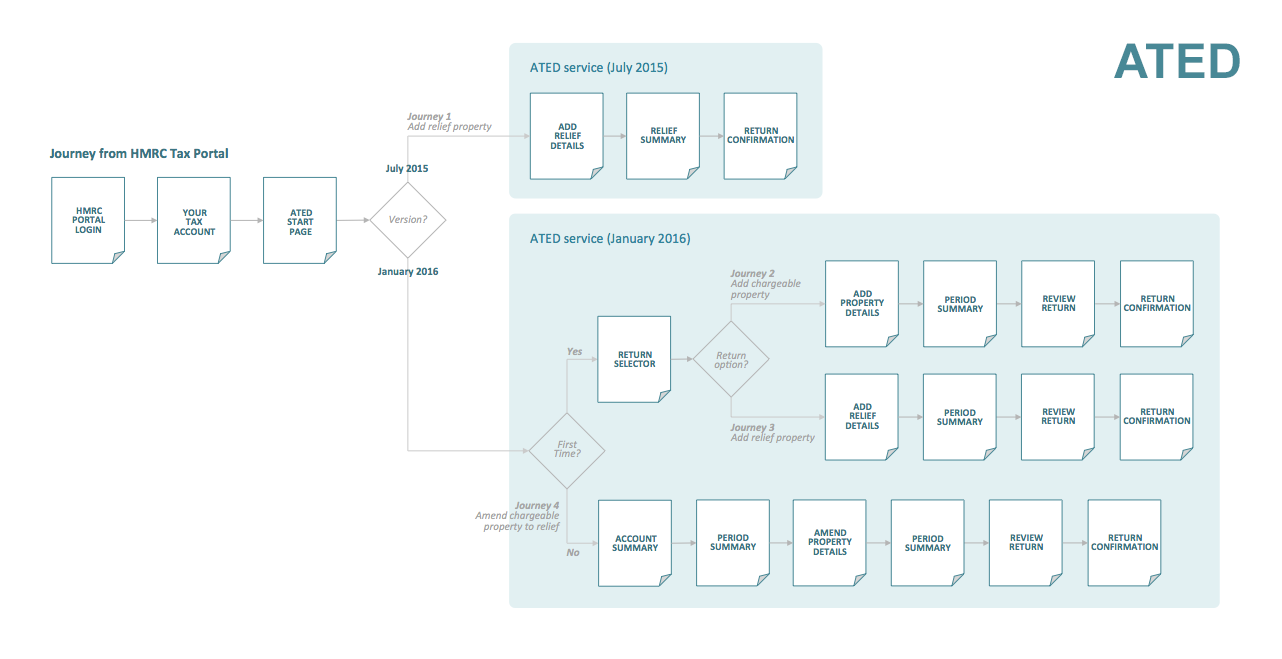 ATED
ATED service (July 2015)
Journey 1
Add relief property
ADD
RELIEF
DETAILS
RELIEF
SUMMARY
RETURN
CONFIRMATION
Journey from HMRC Tax Portal
July 2015
HMRC
PORTAL
LOGIN
YOUR
TAX
ACCOUNT
ATED
START
PAGE
Version?
January 2016
ATED service (January 2016)
Journey 2
Add chargeable
property
ADD
PROPERTY
DETAILS
PERIOD
SUMMARY
REVIEW
RETURN
RETURN
CONFIRMATION
Yes
RETURN
SELECTOR
Return
option?
Journey 3
Add relief property
ADD
RELIEF
DETAILS
PERIOD
SUMMARY
REVIEW
RETURN
RETURN
CONFIRMATION
First
Time?
Journey 4
Amend chargeable
property to relief
No
ACCOUNT
SUMMARY
PERIOD
SUMMARY
AMEND
PROPERTY
DETAILS
PERIOD
SUMMARY
REVIEW
RETURN
RETURN
CONFIRMATION